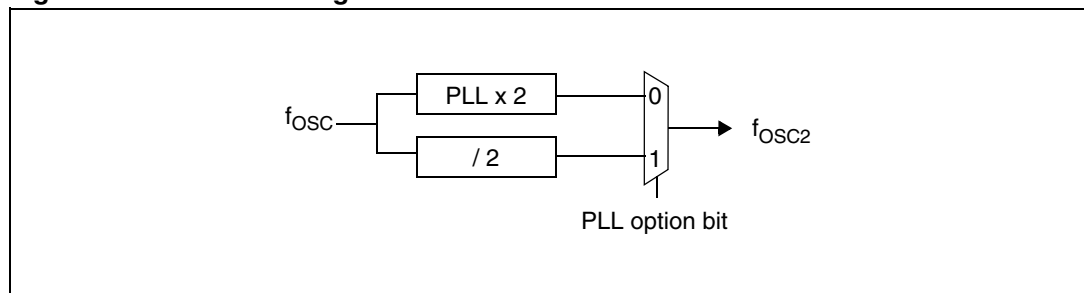 PLL x 2
0
fOSC
fOSC2
/ 2
1
PLL option bit